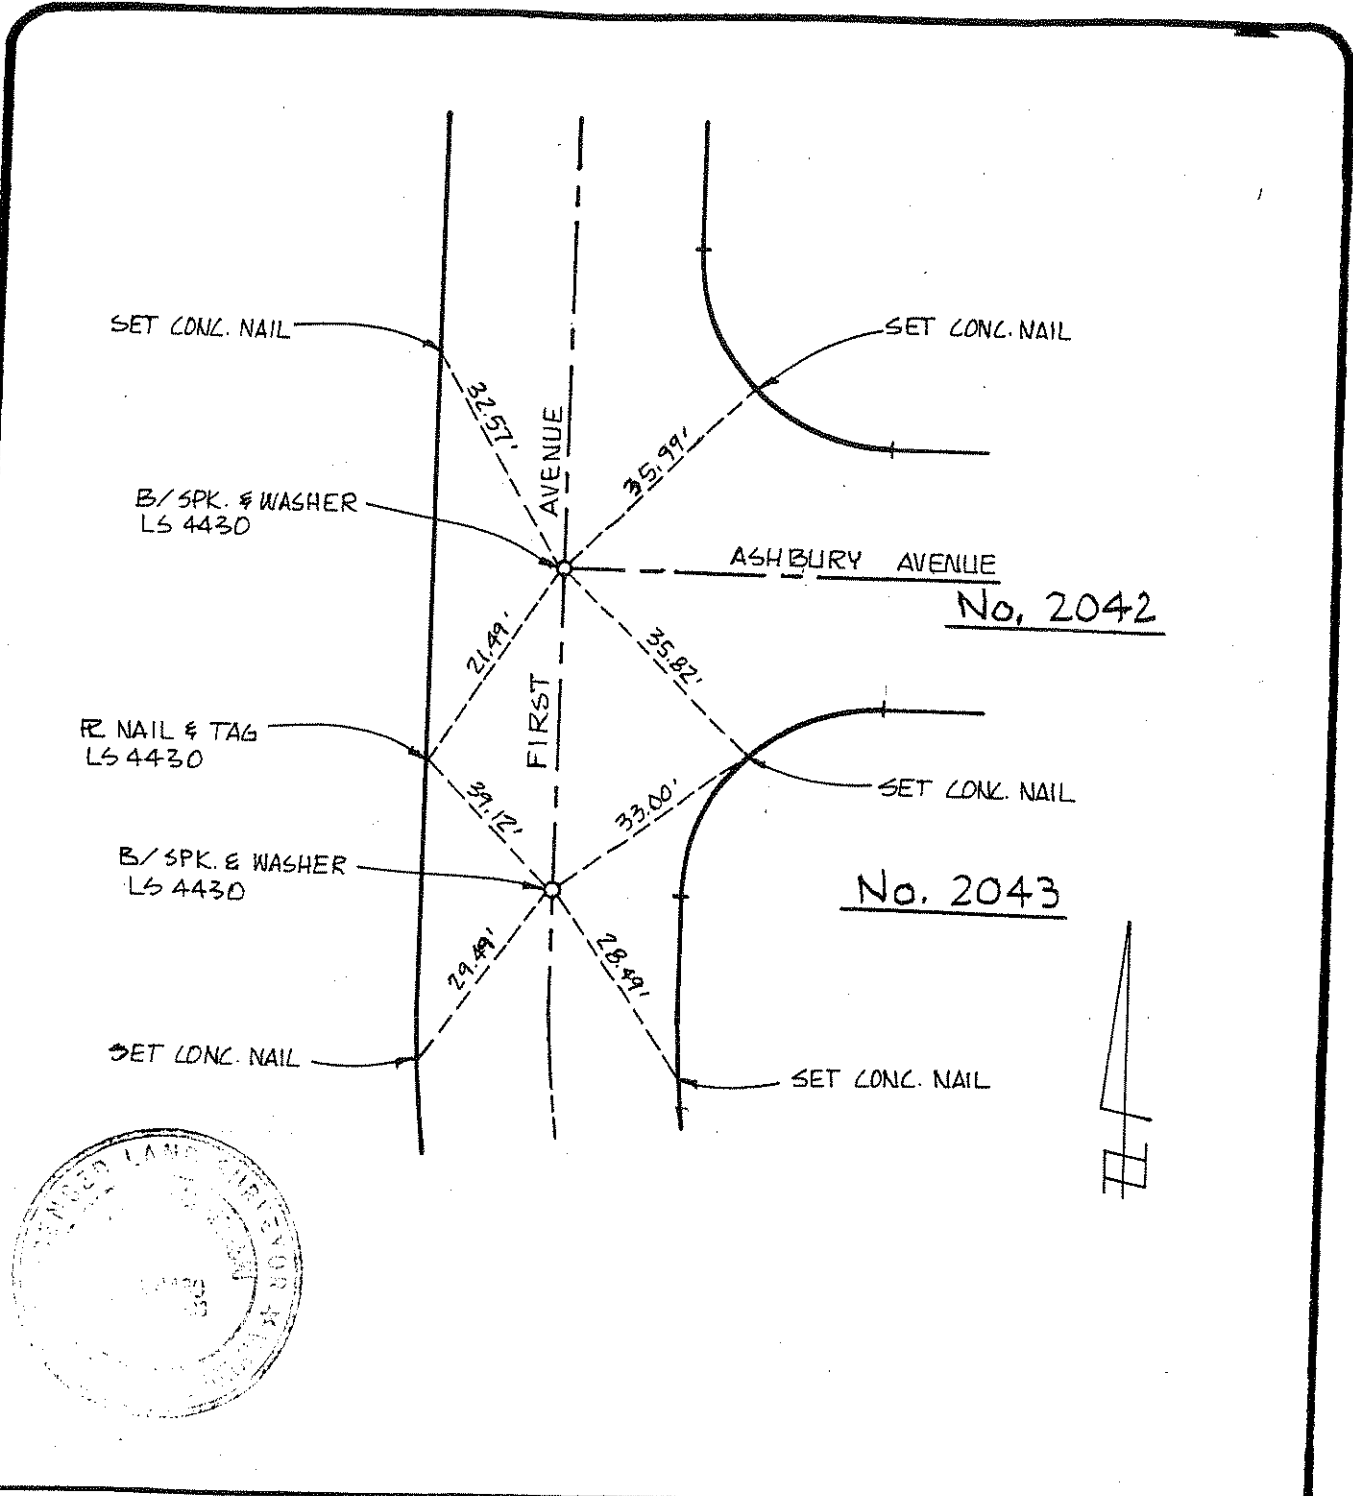 SET CONC. NAIL
SET CONC. NAIL
32.57'
35.99'
AVENUE
B/SPK. & WASHER
LS 4430
ASHBURY AVENUE
No. 2042
21.49'
35.82'
FIRST
NAIL & TAG
LS 4430
SET CONC. NAIL
39.12'
33.00'
B/SPK. & WASHER
LS 4430
No. 2043
29.49'
28.49'
SET CONC. NAIL
SET CONC. NAIL
LAND SURVEYOR